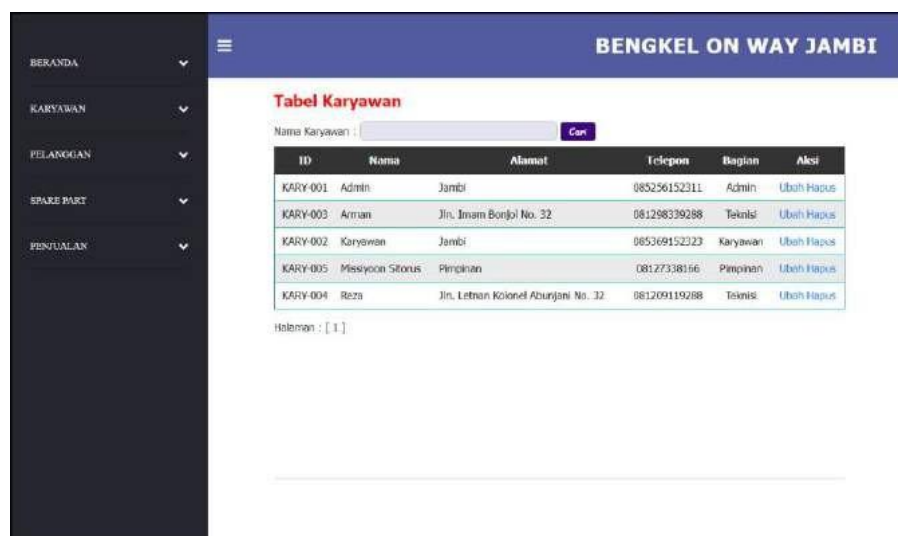 BENGKEL ON WAY JAMBI
BERANDA
KARYAWAN
PELANGGAN
SPARE PART
PENJUALAN
Tabel Karyawan
Nama Karyawan : Cari
ID Nama Alamat Telepon Bagian Aksi
KARY-001 Admin Jambi 085256152311 Admin Ubah Hapus
KARY-003 Arman Jln. Imam Bonjol No. 32 081298339288 Teknisi Ubah Hapus
KARY-002 Karyawan Jambi 085369152323 Karyawan Ubah Hapus
KARY-005 Missiyoon Sitorus Pimpinan 08127338166 Pimpinan Ubah Hapus
KARY-004 Reza Jln. Letnan Kolonel Abunjani No. 32 081209119288 Teknisi Ubah Hapus
Halaman : [ 1 ]